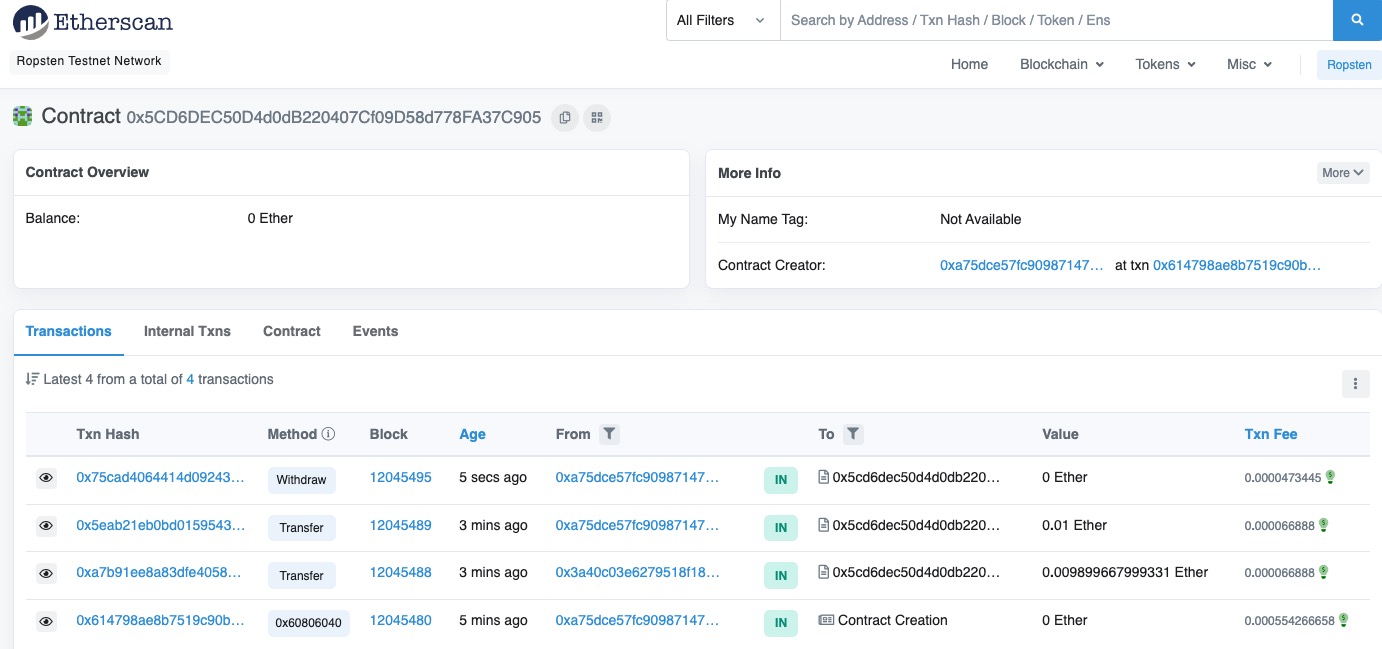 Etherscan
All Filters Search by Address / Txn Hash / Block / Token / Ens
Ropsten Testnet Network
Home Blockchain Tokens Misc Ropsten
Contract 0x5CD6DEC50D4d0dB220407Cf09D58d778FA37C905
Contract Overview
Balance: 0 Ether
More Info More
My Name Tag: Not Available
Contract Creator: 0xa75dce57fc90987147... at txn 0x614798ae8b7519c90b...
Transactions Internal Txns Contract Events
Latest 4 from a total of 4 transactions
Txn Hash Method Block Age From To Value Txn Fee
0x75cad4064414d09243... Withdraw 12045495 5 secs ago 0xa75dce57fc90987147... IN 0x5cd6dec50d4d0db220... 0 Ether 0.0000473445
0x5eab21eb0bd0159543... Transfer 12045489 3 mins ago 0xa75dce57fc90987147... IN 0x5cd6dec50d4d0db220... 0.01 Ether 0.000066888
0xa7b91ee8a83dfe4058... Transfer 12045488 3 mins ago 0x3a40c03e6279518f18... IN 0x5cd6dec50d4d0db220... 0.009899667999331 Ether 0.000066888
0x614798ae8b7519c90b... 0x60806040 12045480 5 mins ago 0xa75dce57fc90987147... IN Contract Creation 0 Ether 0.000554266658